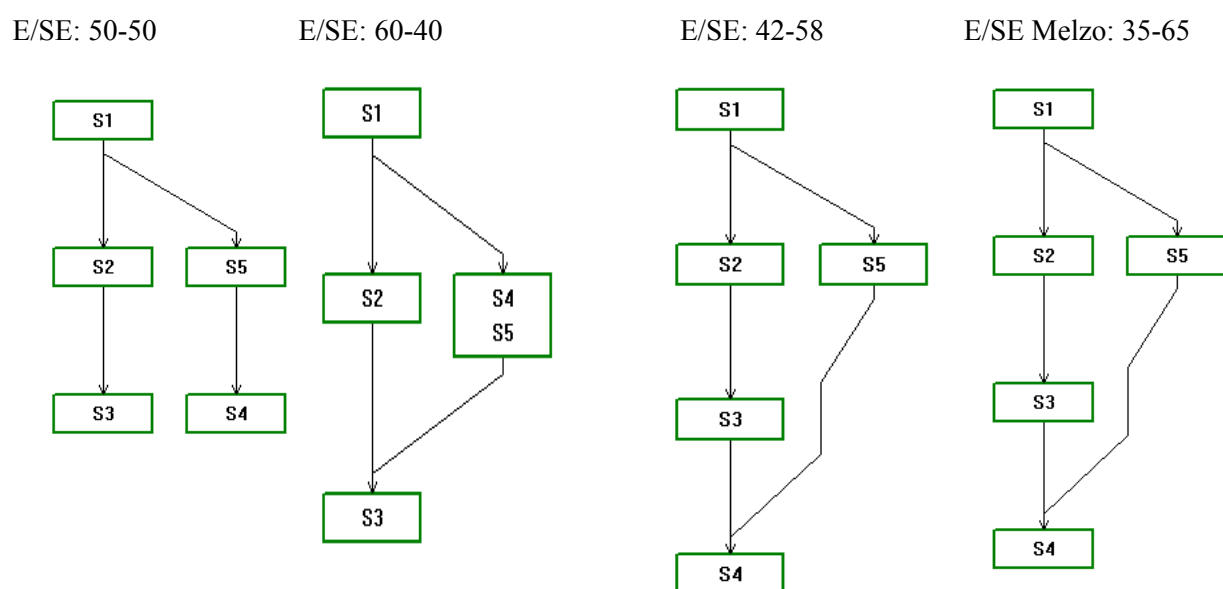 E/SE: 50-50
E/SE: 60-40
E/SE: 42-58
E/SE Melzo: 35-65
S1
S2
S5
S3
S4
S1
S2
S4
S5
S3
S1
S2
S5
S3
S4
S1
S2
S5
S3
S4